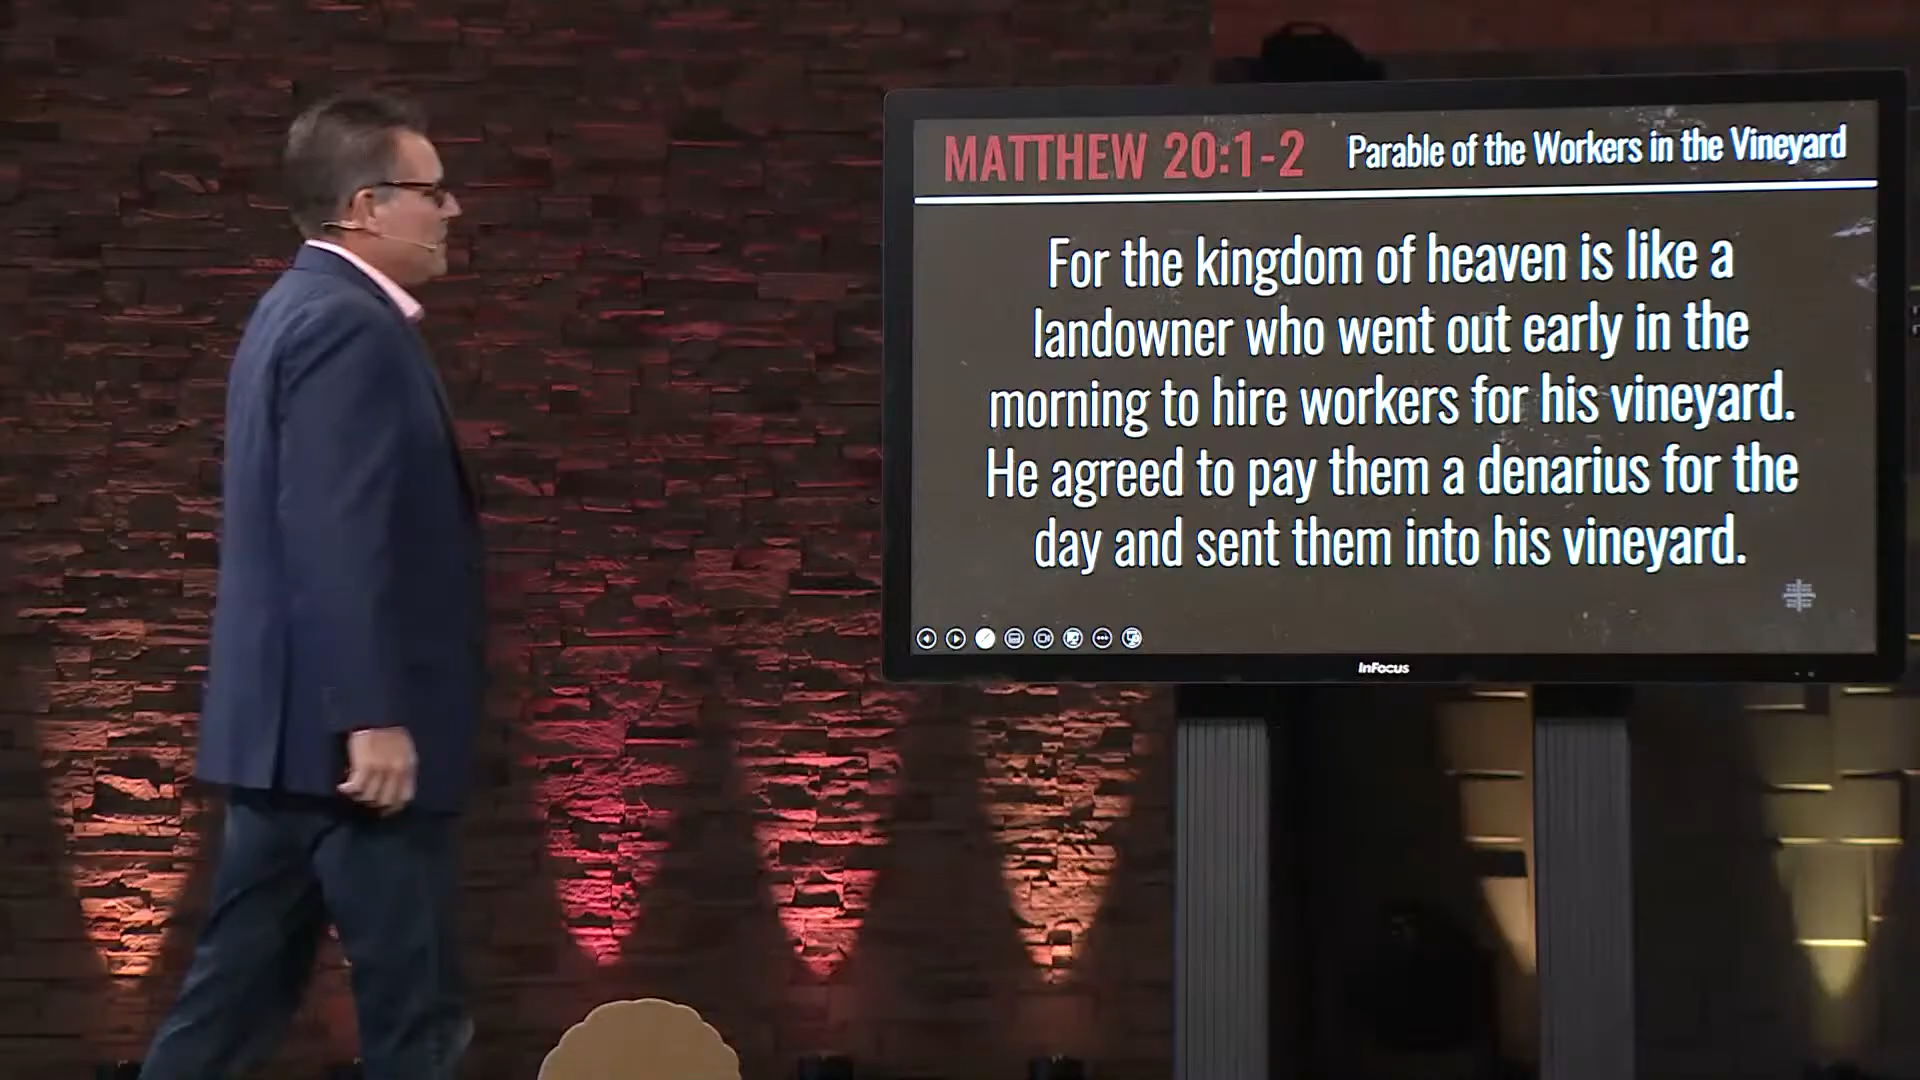 MATTHEW 20:1-2 Parable of the Workers in the Vineyard
For the kingdom of heaven is like a
landowner who went out early in the
morning to hire workers for his vineyard.
He agreed to pay them a denarius for the
day and sent them into his vineyard.
InFocus